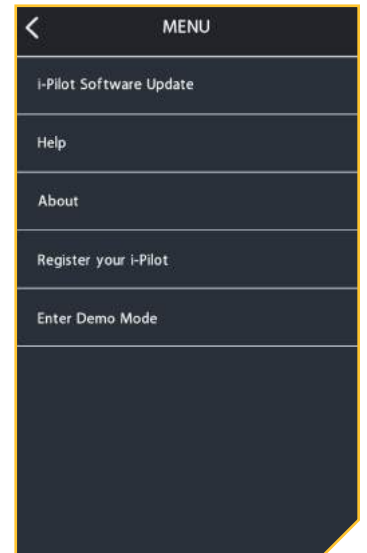 MENU
i-Pilot Software Update
Help
About
Register your i-Pilot
Enter Demo Mode